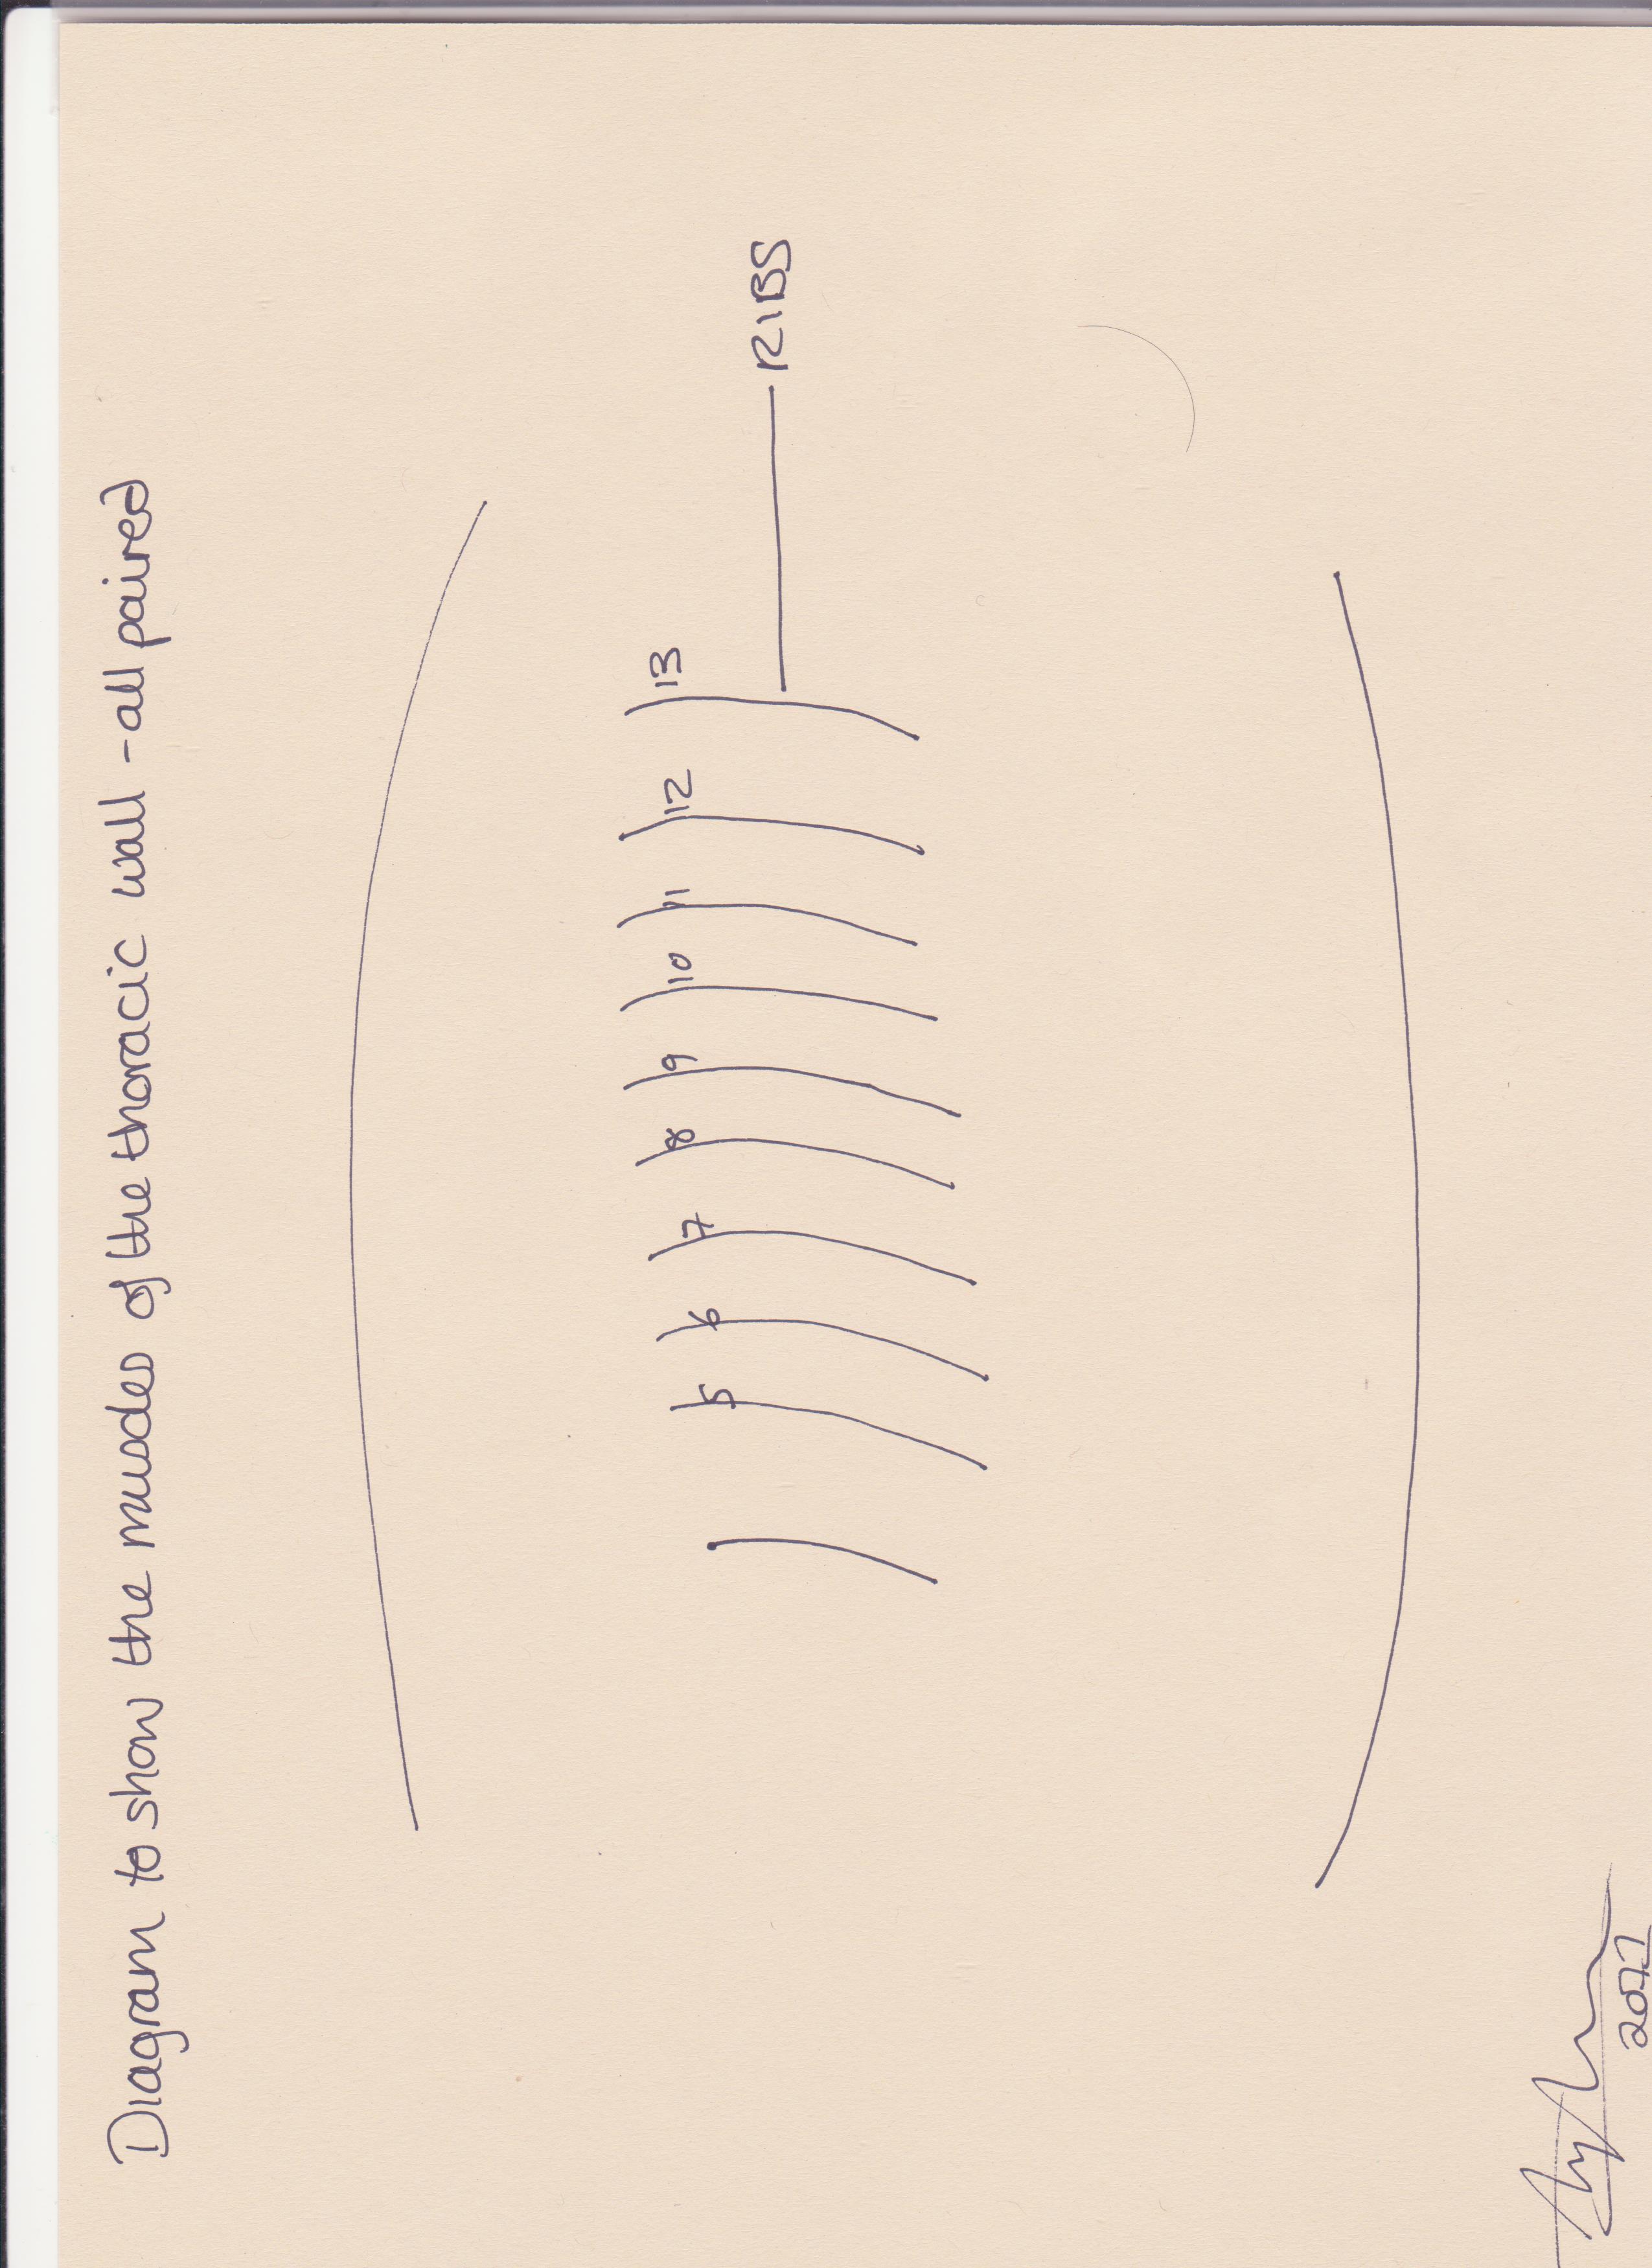 Diagram to show the muscles of the thoracic wall - all paired
5 6 7 8 9 10 11 12 13
RIBS